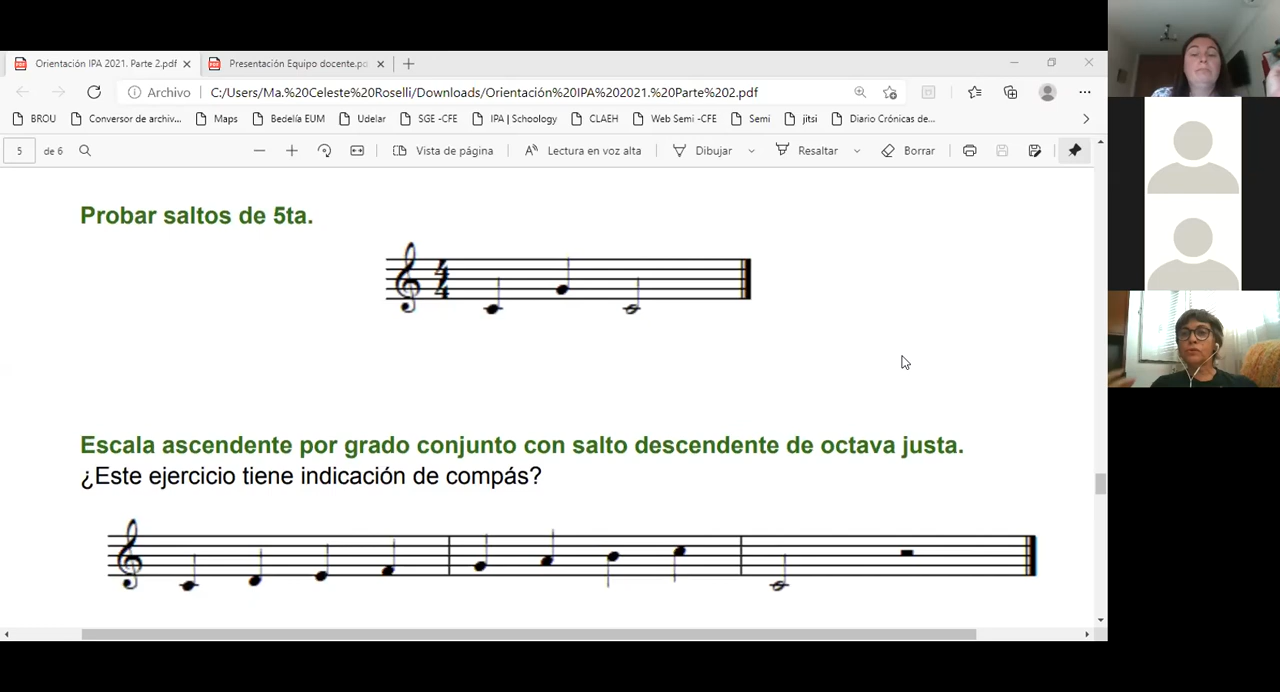 Orientación IPA 2021. Parte 2.pdf
Presentación Equipo docente.pd
Archivo
C:/Users/Ma.%20Celeste%20Roselli/Downloads/Orientación%20IPA%202021.%20Parte%202.pdf
BROU
Conversor de archiv...
Maps
Bedelía EUM
Udelar
SGE -CFE
IPA | Schoology
CLAEH
Web Semi -CFE
Semi
jitsi
Diario Crónicas de...
5 de 6
Vista de página
Lectura en voz alta
Dibujar
Resaltar
Borrar
Probar saltos de 5ta.
4
4
Escala ascendente por grado conjunto con salto descendente de octava justa.
¿Este ejercicio tiene indicación de compás?